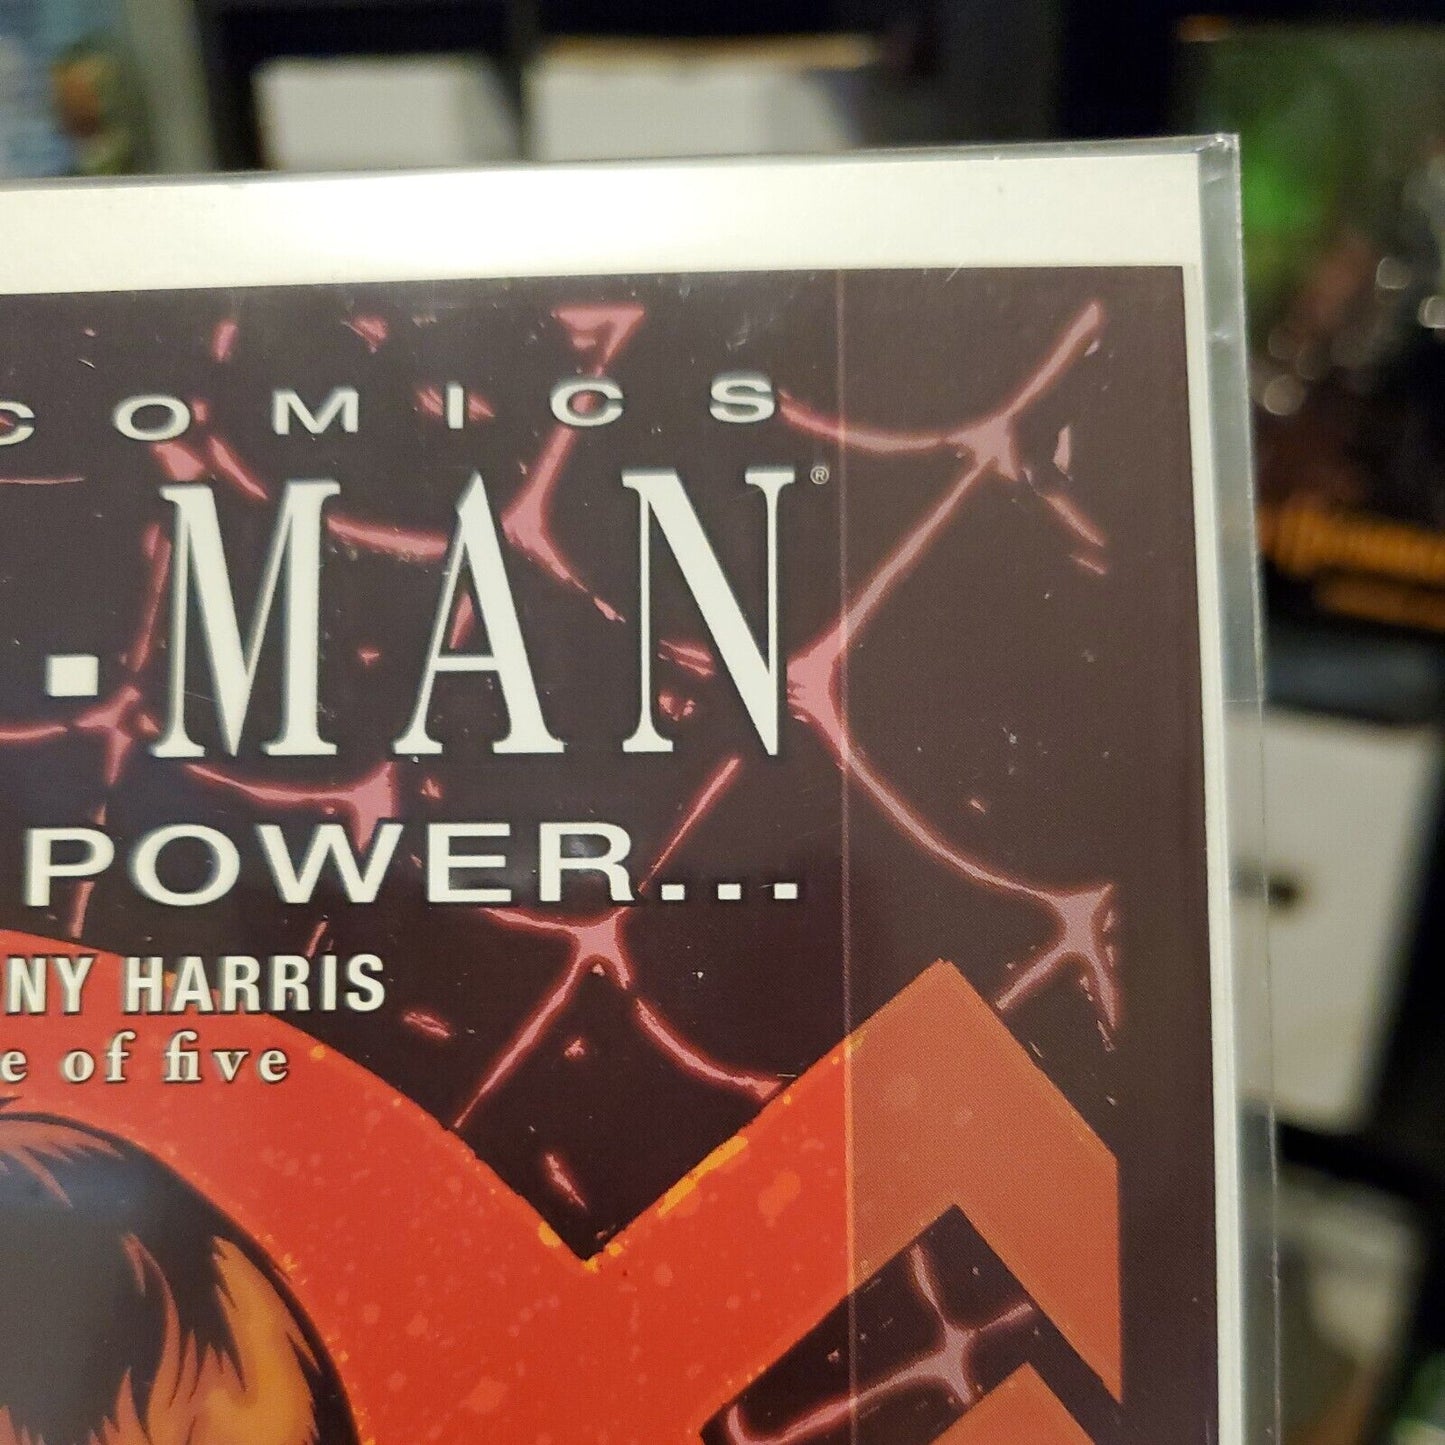 COMICS
·MAN®
POWER...
NY HARRIS
e of five